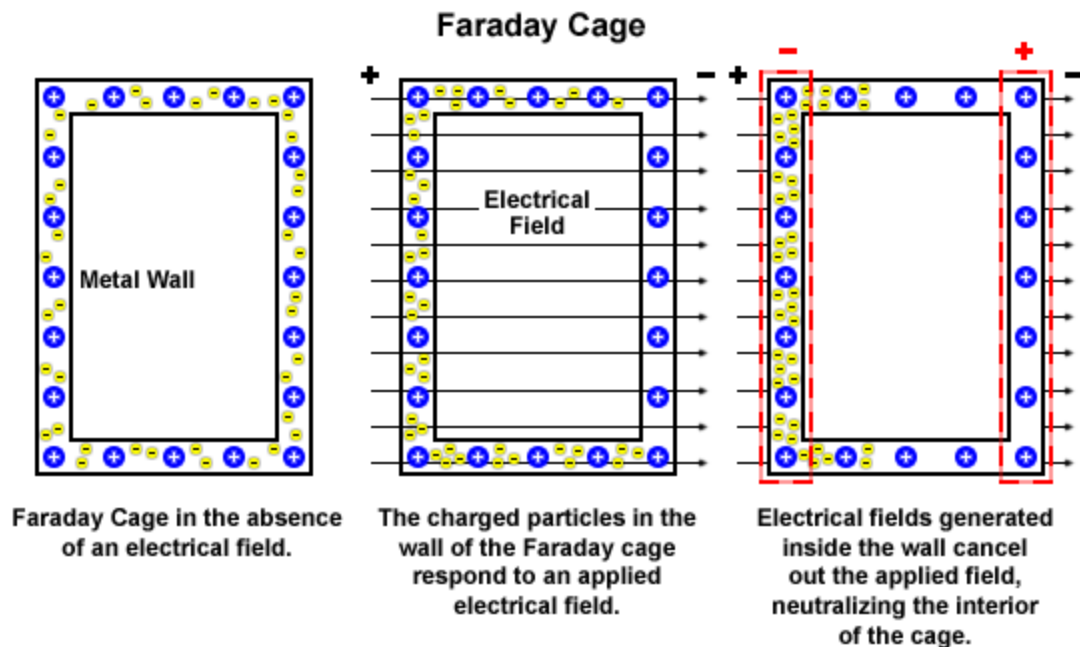 Faraday Cage
Metal Wall
Electrical
Field
Faraday Cage in the absence
of an electrical field.
The charged particles in the
wall of the Faraday cage
respond to an applied
electrical field.
Electrical fields generated
inside the wall cancel
out the applied field,
neutralizing the interior
of the cage.